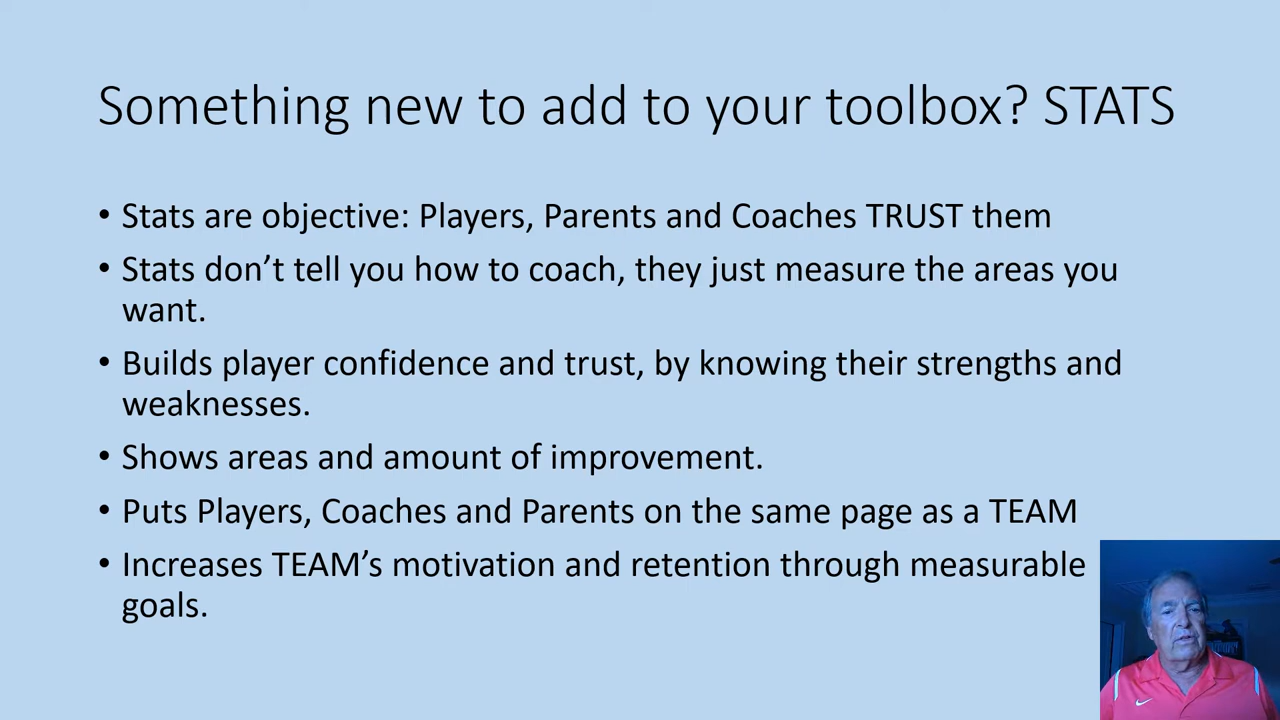 Something new to add to your toolbox? STATS
• Stats are objective: Players, Parents and Coaches TRUST them
• Stats don’t tell you how to coach, they just measure the areas you
want.
• Builds player confidence and trust, by knowing their strengths and
weaknesses.
• Shows areas and amount of improvement.
• Puts Players, Coaches and Parents on the same page as a TEAM
• Increases TEAM’s motivation and retention through measurable
goals.